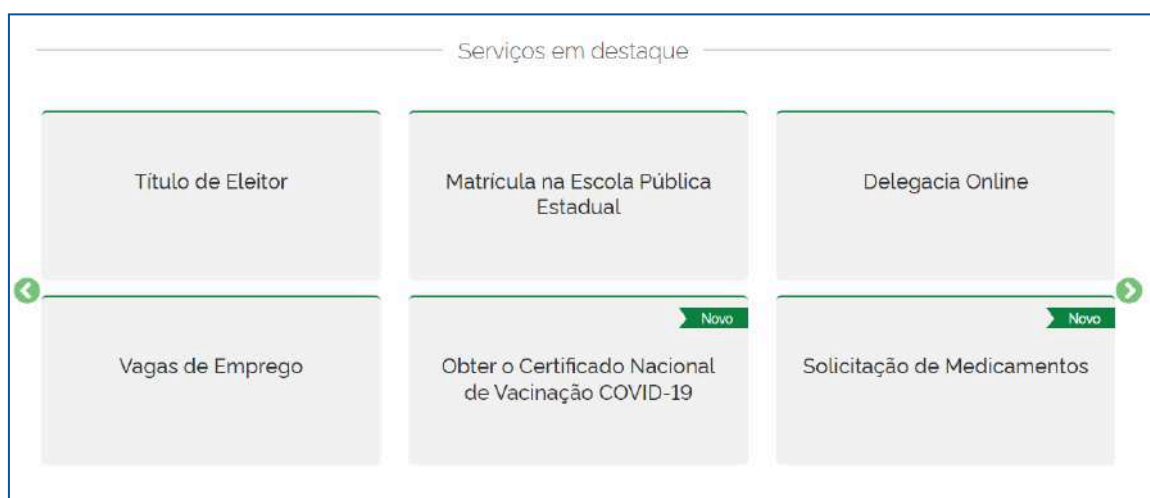 Serviços em destaque
Título de Eleitor
Matrícula na Escola Pública
Estadual
Delegacia Online
Vagas de Emprego
Novo
Obter o Certificado Nacional
de Vacinação COVID-19
Novo
Solicitação de Medicamentos